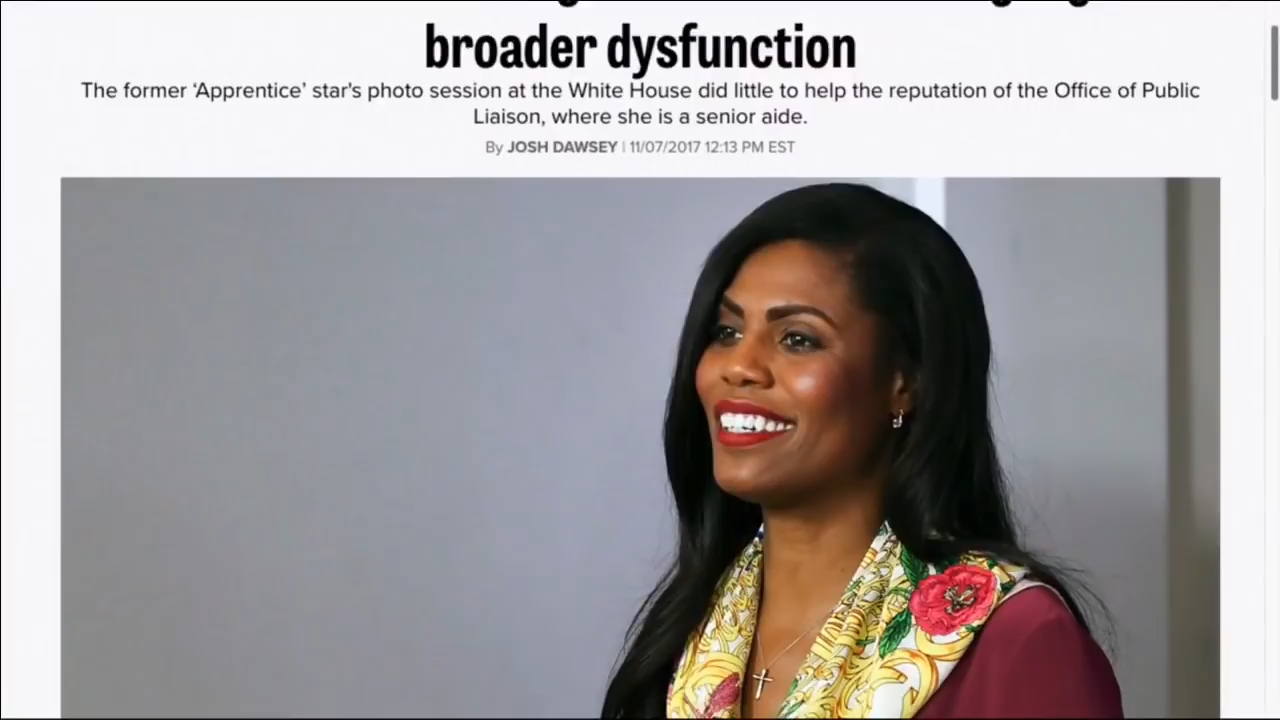 broader dysfunction
The former ‘Apprentice’ star's photo session at the White House did little to help the reputation of the Office of Public
Liaison, where she is a senior aide.
By JOSH DAWSEY | 11/07/2017 12:13 PM EST